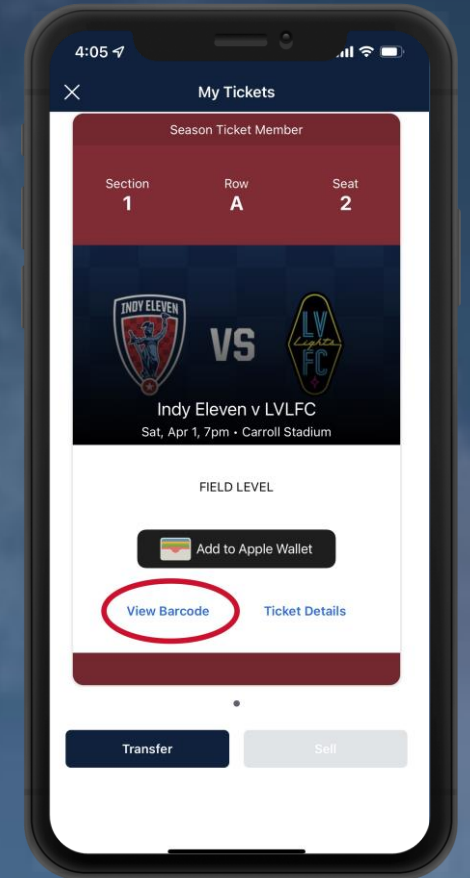 4:05
My Tickets
Season Ticket Member
Section Row Seat
1 A 2
INDY ELEVEN
VS
LV
Lights
FC
Indy Eleven v LVLFC
Sat, Apr 1, 7pm • Carroll Stadium
FIELD LEVEL
Add to Apple Wallet
View Barcode Ticket Details
Transfer Sell